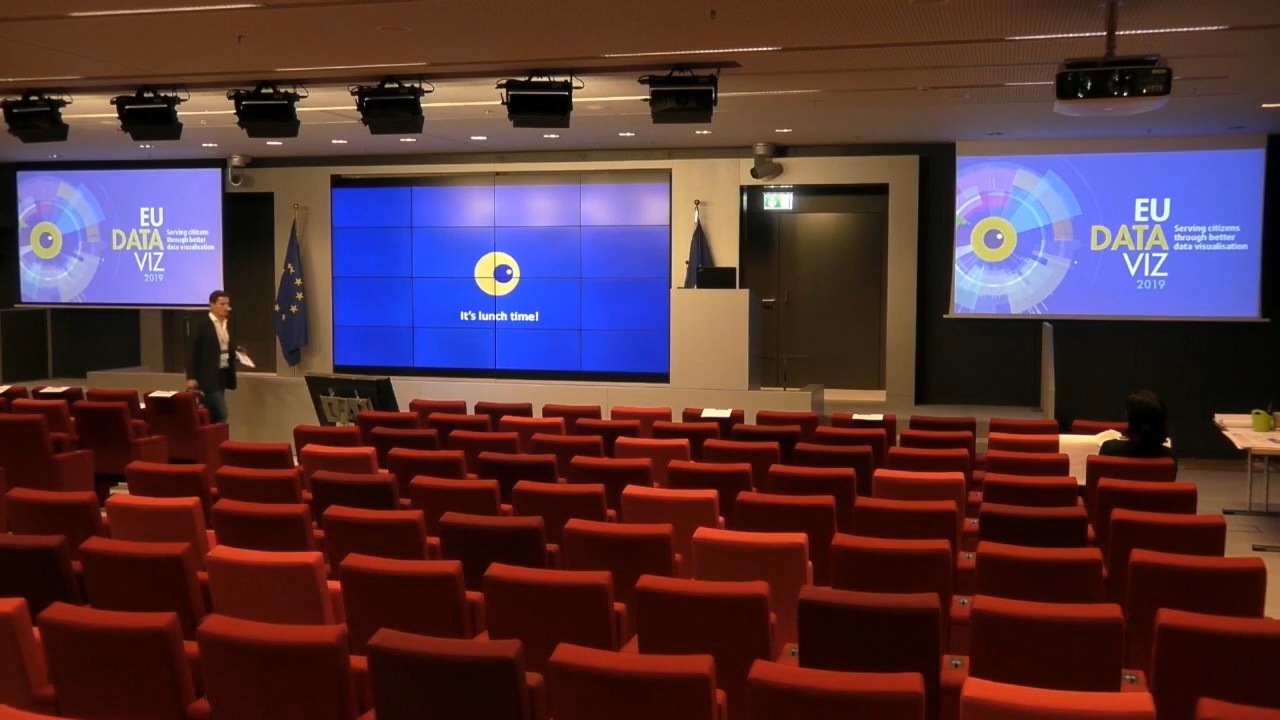 EU
DATA
VIZ
2019
Serving citizens
through better
data visualisation
It's lunch time!
EU
DATA
VIZ
2019
Serving citizens
through better
data visualisation